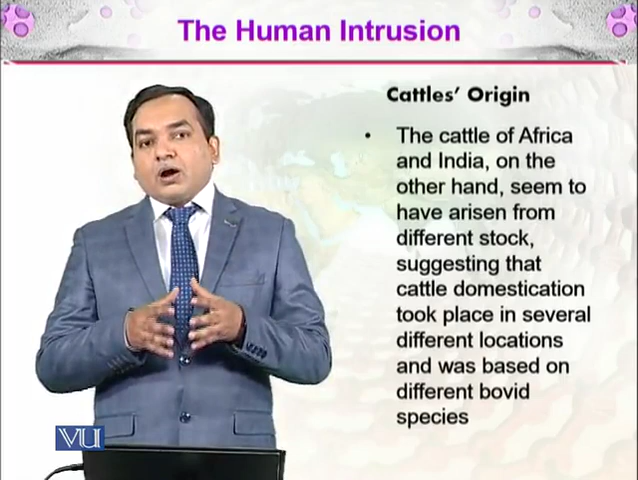 The Human Intrusion
Cattles' Origin
• The cattle of Africa
and India, on the
other hand, seem to
have arisen from
different stock,
suggesting that
cattle domestication
took place in several
different locations
and was based on
different bovid
species
VU